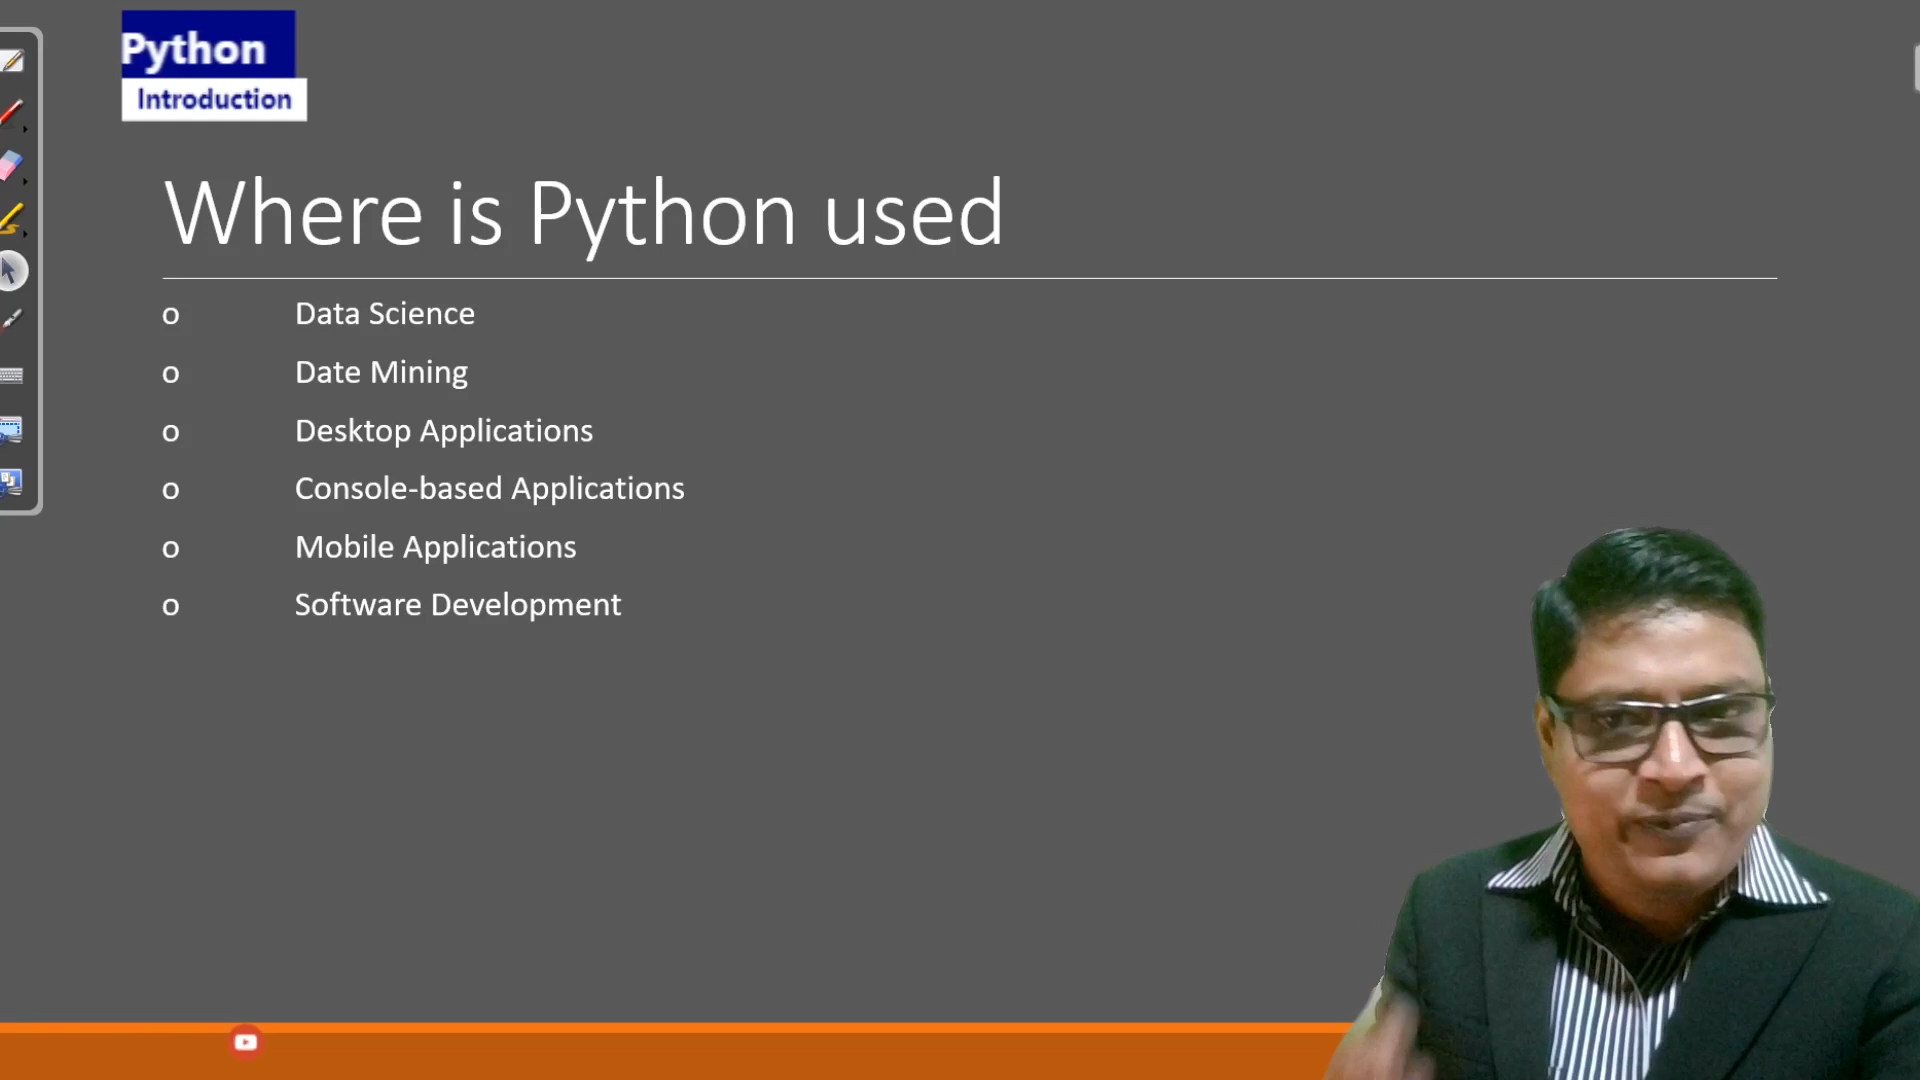 Python
Introduction
Where is Python used
o Data Science
o Date Mining
o Desktop Applications
o Console-based Applications
o Mobile Applications
o Software Development